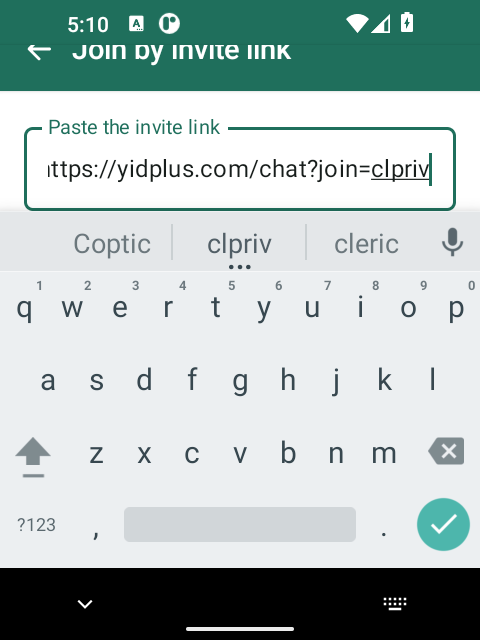 5:10
Join by invite link
Paste the invite link
https://yidplus.com/chat?join=clpriv
Coptic clpriv cleric
1 2 3 4 5 6 7 8 9 0
q w e r t y u i o p
a s d f g h j k l
z x c v b n m
?123 , .